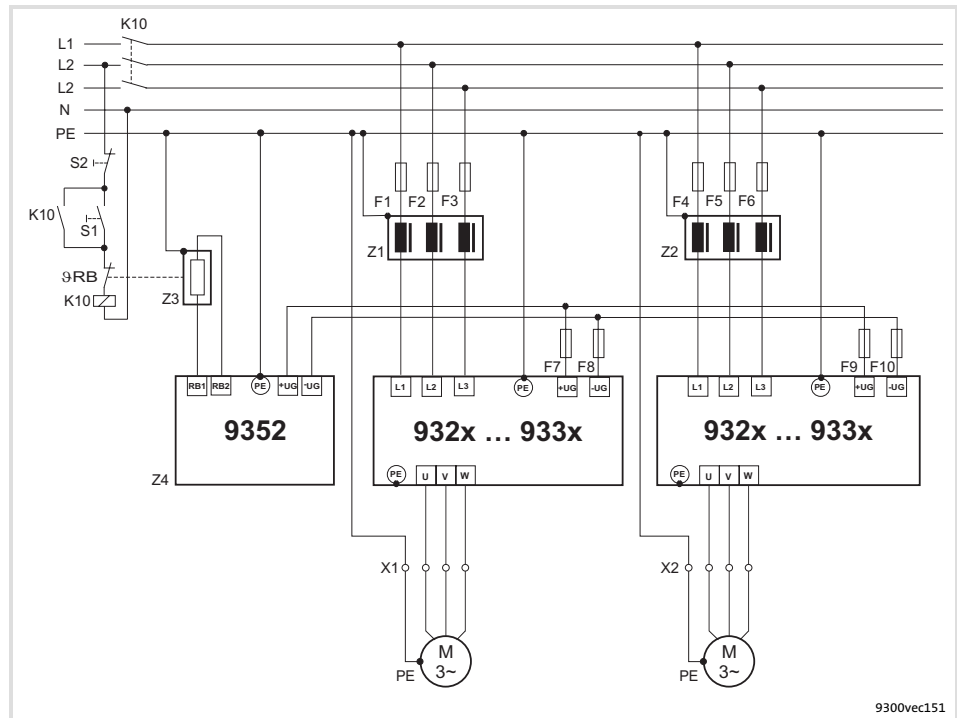 K10
L1
L2
L2
N
PE
S2
K10
S1
F1 F2 F3
F4 F5 F6
Z1
Z2
ϑRB
K10
Z3
F7 F8
F9 F10
RB1 RB2 PE +UG -UG
L1 L2 L3 PE +UG -UG
L1 L2 L3 PE +UG -UG
9352
932x … 933x
932x … 933x
Z4
PE U V W
PE U V W
X1
X2
M
3~
PE
M
3~
PE
9300vec151